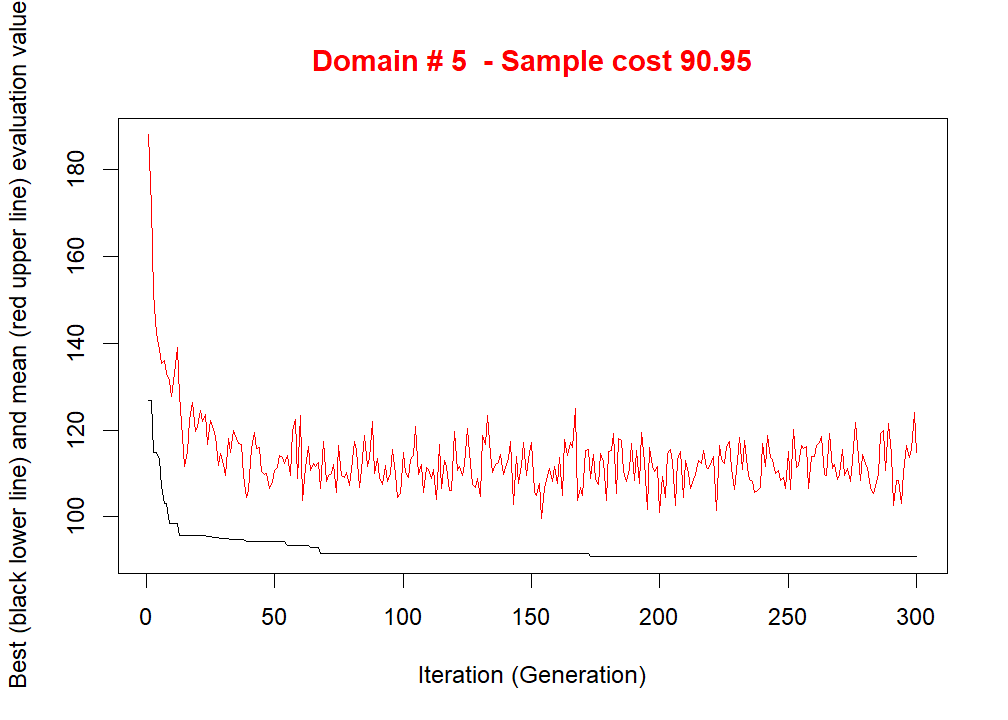 Domain # 5  - Sample cost 90.95
Best (black lower line) and mean (red upper line) evaluation value
180
160
140
120
100
0 50 100 150 200 250 300
Iteration (Generation)